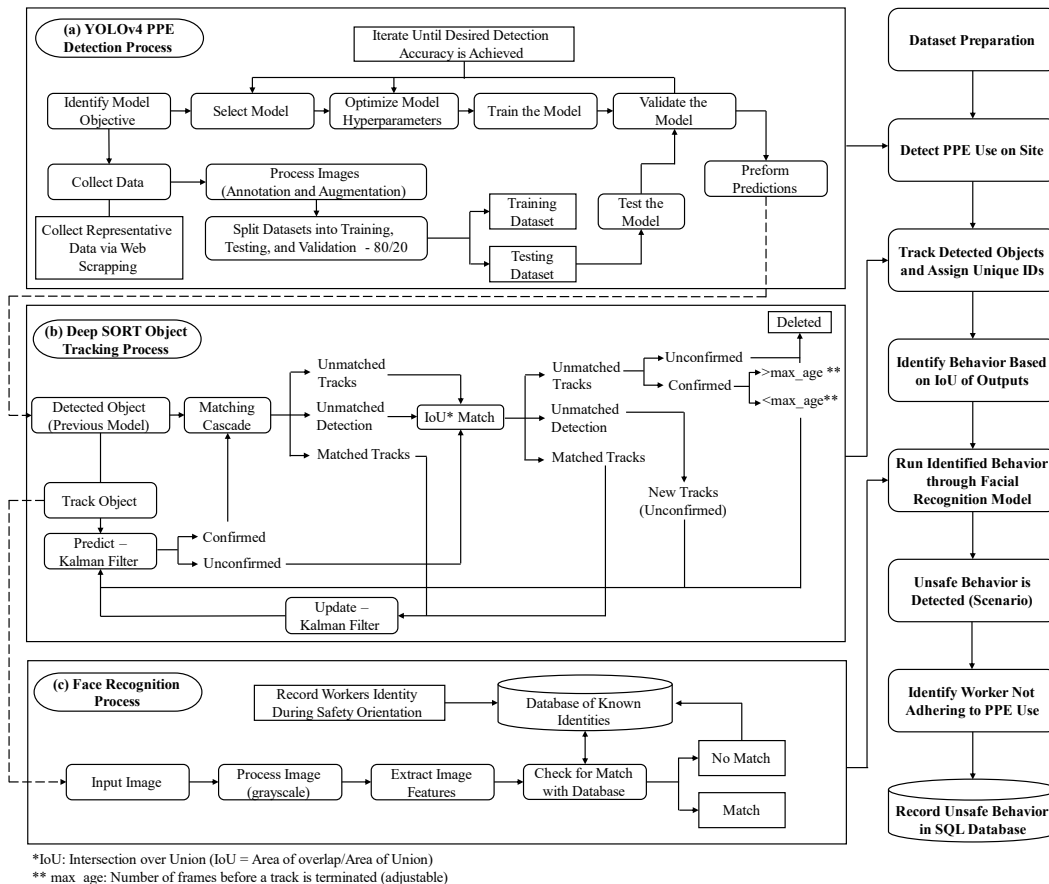 (a) YOLOv4 PPE
Detection Process
Iterate Until Desired Detection
Accuracy is Achieved
Identify Model
Objective
Select Model
Optimize Model
Hyperparameters
Train the Model
Validate the
Model
Collect Data
Process Images
(Annotation and Augmentation)
Preform
Predictions
Collect Representative
Data via Web
Scrapping
Split Datasets into Training,
Testing, and Validation - 80/20
Training
Dataset
Testing
Dataset
Test the
Model
(b) Deep SORT Object
Tracking Process
Deleted
Detected Object
(Previous Model)
Matching
Cascade
Unmatched
Tracks
Unmatched
Detection
Matched Tracks
IoU* Match
Unmatched
Tracks
Unmatched
Detection
Matched Tracks
Unconfirmed
Confirmed
>max_age **
<max_age**
New Tracks
(Unconfirmed)
Track Object
Predict –
Kalman Filter
Confirmed
Unconfirmed
Update –
Kalman Filter
(c) Face Recognition
Process
Record Workers Identity
During Safety Orientation
Database of Known
Identities
Input Image
Process Image
(grayscale)
Extract Image
Features
Check for Match
with Database
No Match
Match
Dataset Preparation
Detect PPE Use on Site
Track Detected Objects
and Assign Unique IDs
Identify Behavior Based
on IoU of Outputs
Run Identified Behavior
through Facial
Recognition Model
Unsafe Behavior is
Detected (Scenario)
Identify Worker Not
Adhering to PPE Use
Record Unsafe Behavior
in SQL Database
*IoU: Intersection over Union (IoU = Area of overlap/Area of Union)
** max_age: Number of frames before a track is terminated (adjustable)